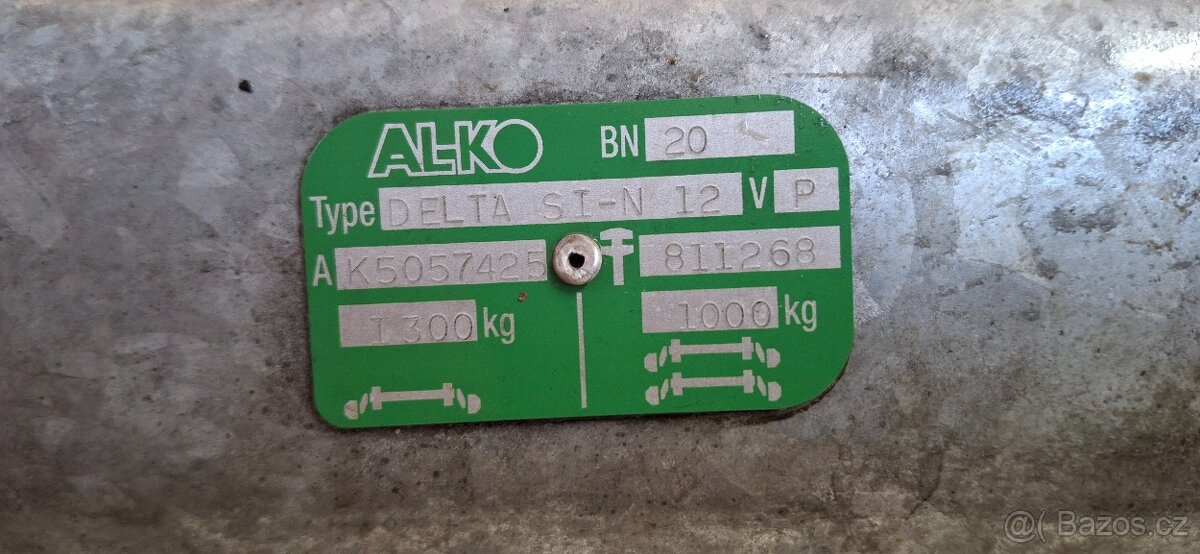 AL-KO BN 20
Type DELTA SI-N 12 V P
A K5057425 811268
1300 kg 1000 kg
@( Bazos.cz